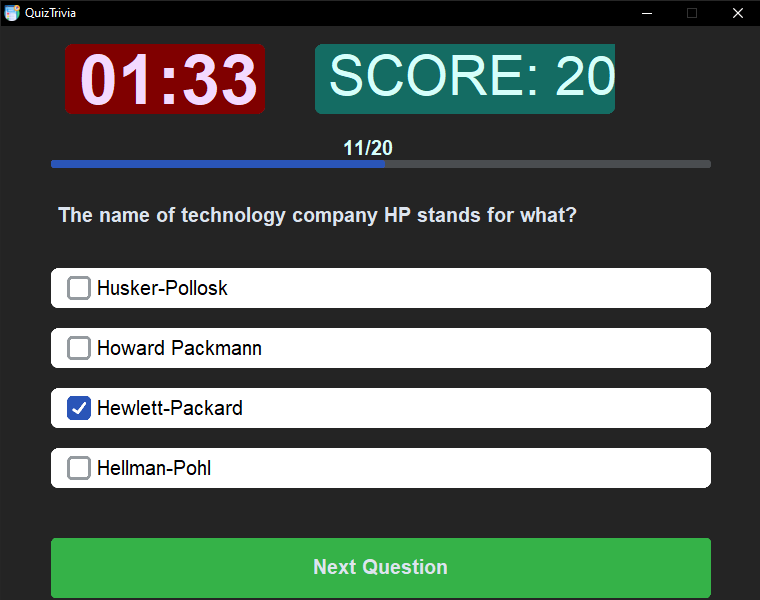 QuizTrivia
01:33
SCORE: 20
11/20
The name of technology company HP stands for what?
Husker-Pollosk
Howard Packmann
Hewlett-Packard
Hellman-Pohl
Next Question